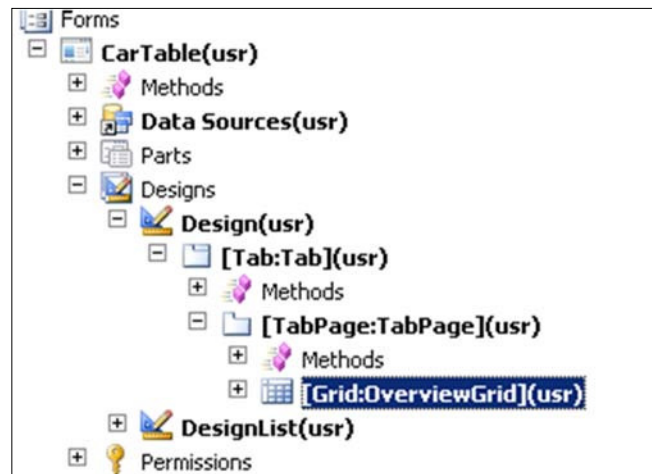 Forms
CarTable(usr)
Methods
Data Sources(usr)
Parts
Designs
Design(usr)
[Tab:Tab](usr)
Methods
[TabPage:TabPage](usr)
Methods
[Grid:OverviewGrid](usr)
DesignList(usr)
Permissions